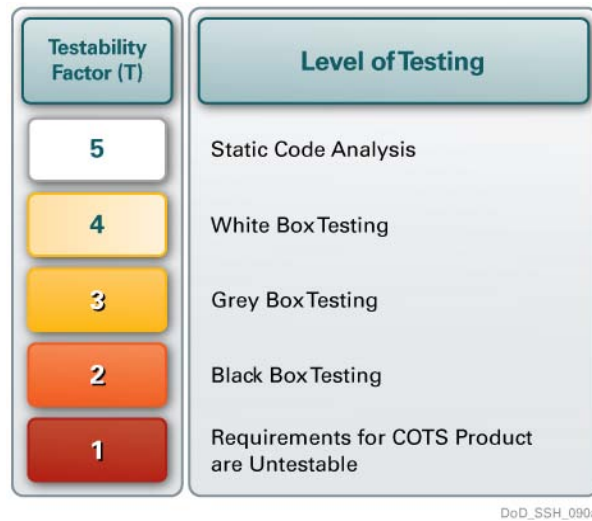 Testability
Factor (T)
Level of Testing
5
Static Code Analysis
4
White Box Testing
3
Grey Box Testing
2
Black Box Testing
1
Requirements for COTS Product
are Untestable